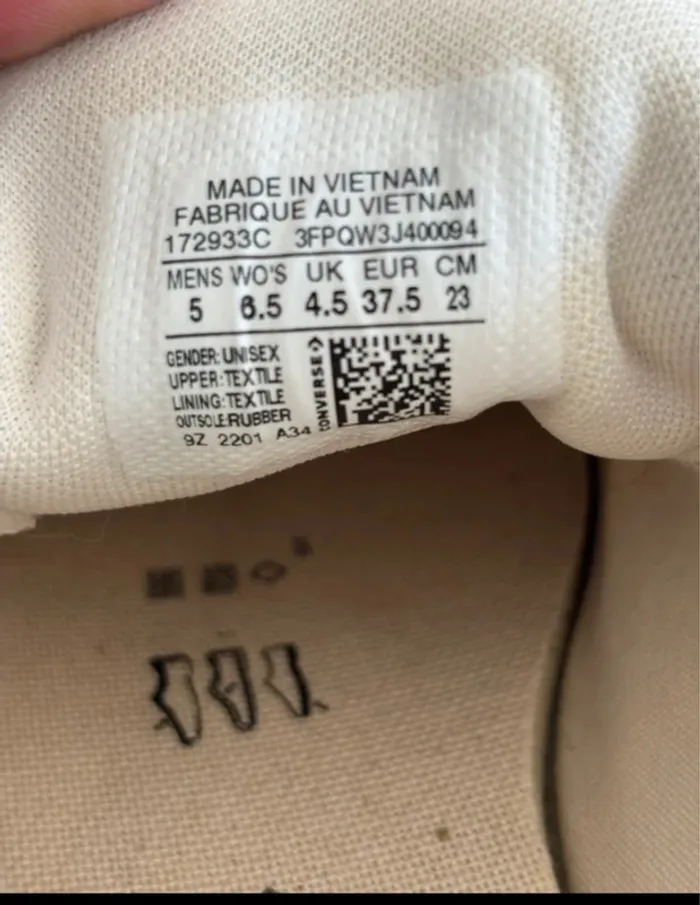 MADE IN VIETNAM
FABRIQUE AU VIETNAM
172933C 3FPQW3J400094
MENS WO'S UK EUR CM
5 6.5 4.5 37.5 23
GENDER: UNISEX
UPPER: TEXTILE
LINING: TEXTILE
OUTSOLE: RUBBER
9Z 2201 A34
CONVERSE